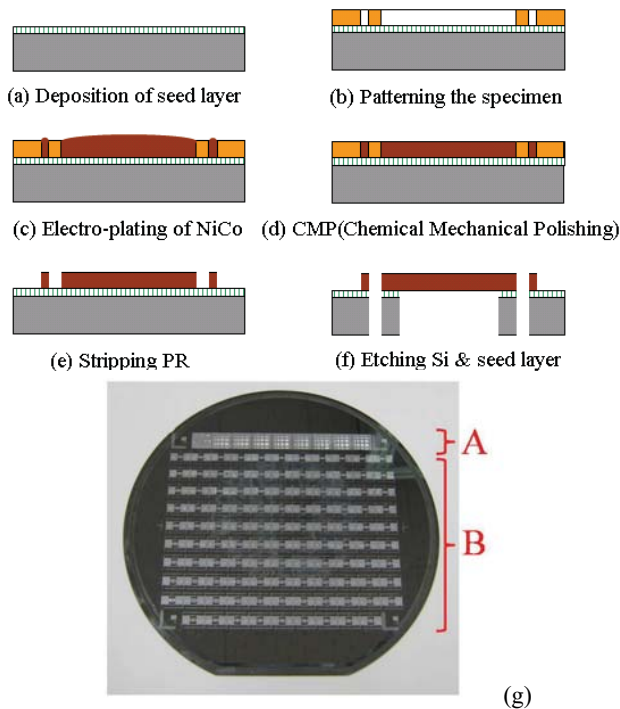 (a) Deposition of seed layer
(b) Patterning the specimen
(c) Electro-plating of NiCo
(d) CMP(Chemical Mechanical Polishing)
(e) Stripping PR
(f) Etching Si & seed layer
A
B
(g)